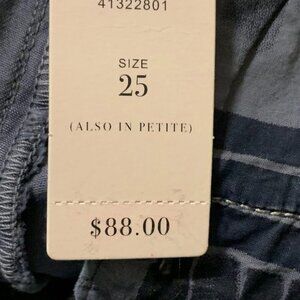 41322801
SIZE
25
(ALSO IN PETITE)
$88.00